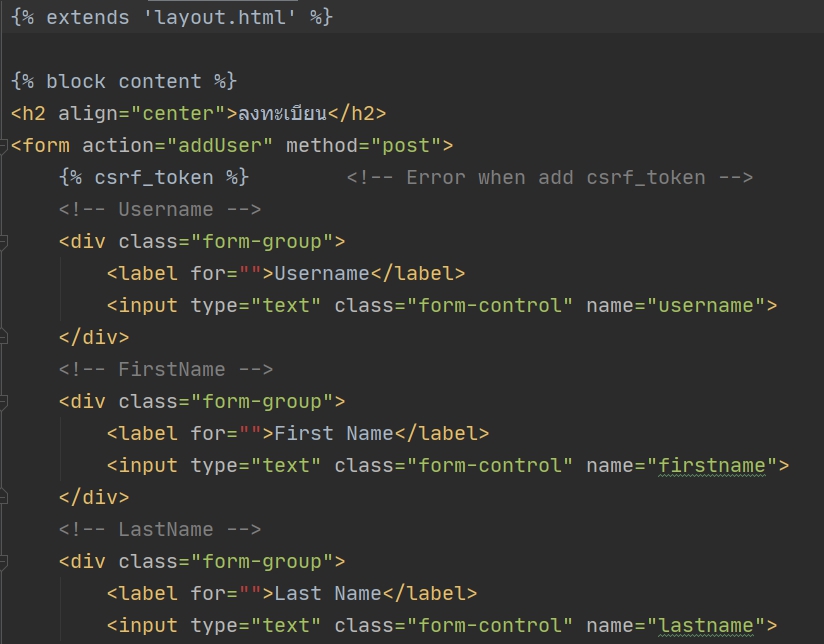 {% extends 'layout.html' %}
{% block content %}
<h2 align="center">ลงทะเบียน</h2>
<form action="addUser" method="post">
{% csrf_token %} <!-- Error when add csrf_token -->
<!-- Username -->
<div class="form-group">
<label for="">Username</label>
<input type="text" class="form-control" name="username">
</div>
<!-- FirstName -->
<div class="form-group">
<label for="">First Name</label>
<input type="text" class="form-control" name="firstname">
</div>
<!-- LastName -->
<div class="form-group">
<label for="">Last Name</label>
<input type="text" class="form-control" name="lastname">